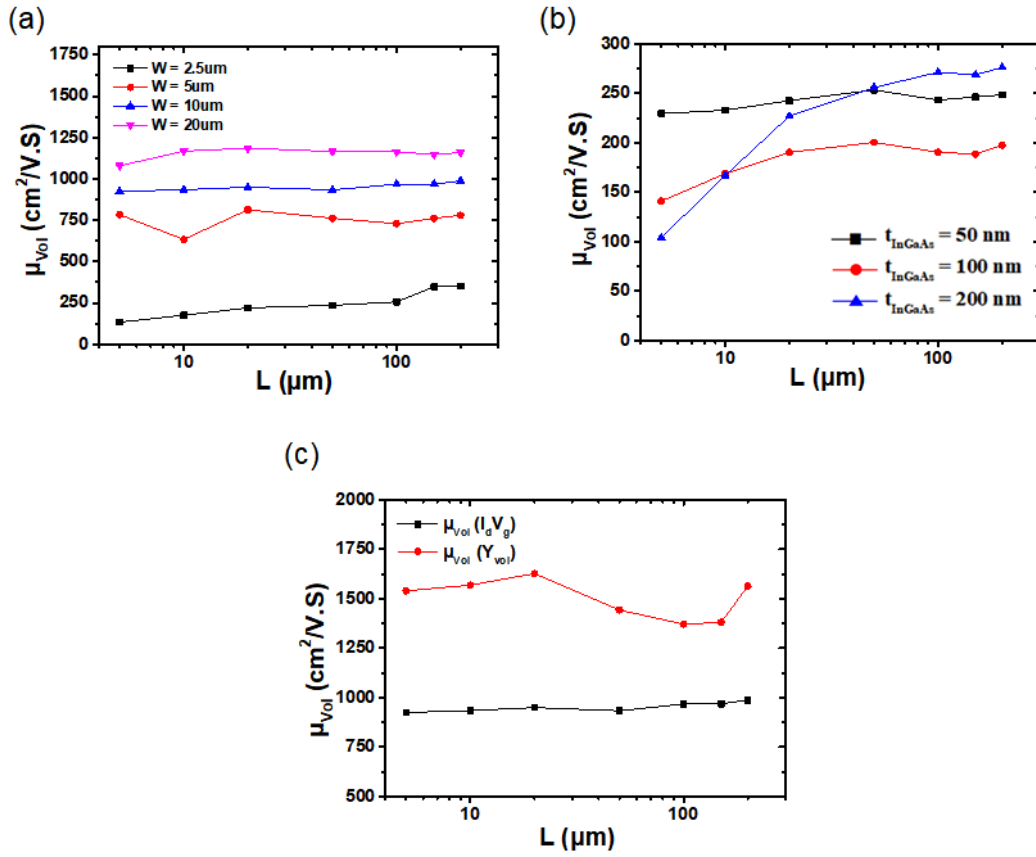 (a)
1750
1500
1250
1000
750
500
250
0
μVol (cm²/V.S)
W = 2.5um
W = 5um
W = 10um
W = 20um
10
100
L (μm)
(b)
300
250
200
150
100
50
0
μVol (cm²/V.S)
tInGaAs = 50 nm
tInGaAs = 100 nm
tInGaAs = 200 nm
10
100
L (μm)
(c)
2000
1750
1500
1250
1000
750
500
μVol (cm²/V.S)
μVol (IdVg)
μVol (Yvol)
10
100
L (μm)